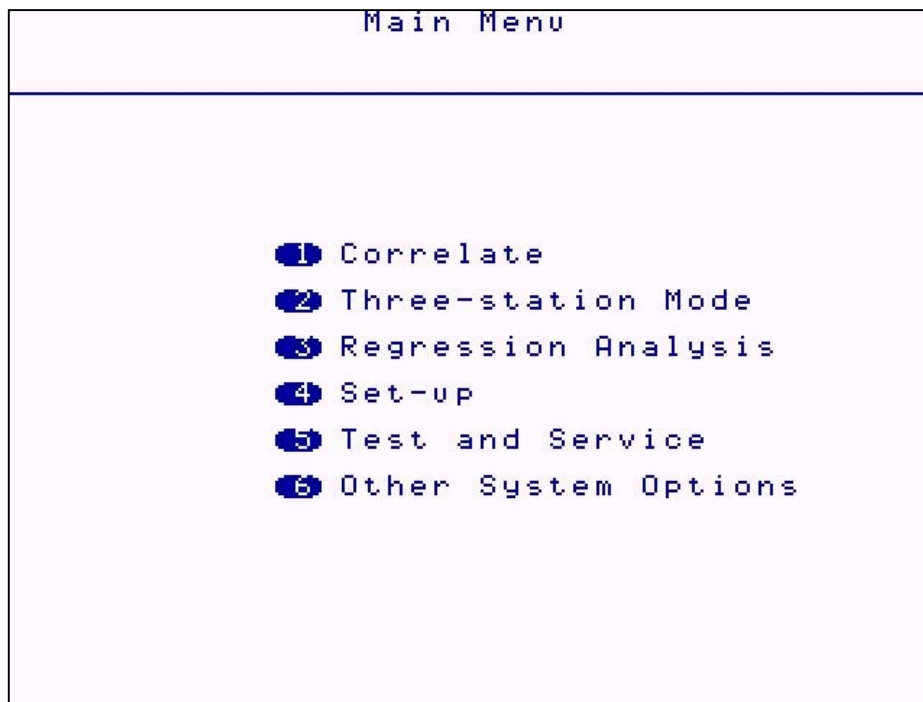 Main Menu
1 Correlate
2 Three-station Mode
3 Regression Analysis
4 Set-up
5 Test and Service
6 Other System Options